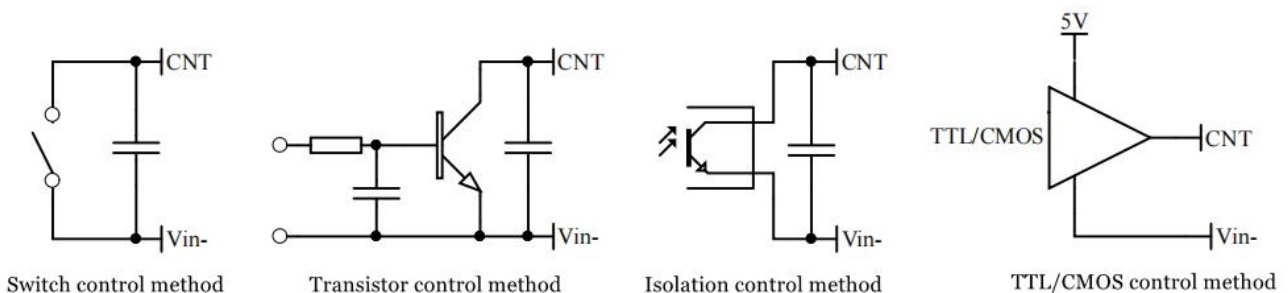 CNT
Vin-
Switch control method
CNT
Vin-
Transistor control method
CNT
Vin-
Isolation control method
5V
TTL/CMOS
CNT
Vin-
TTL/CMOS control method